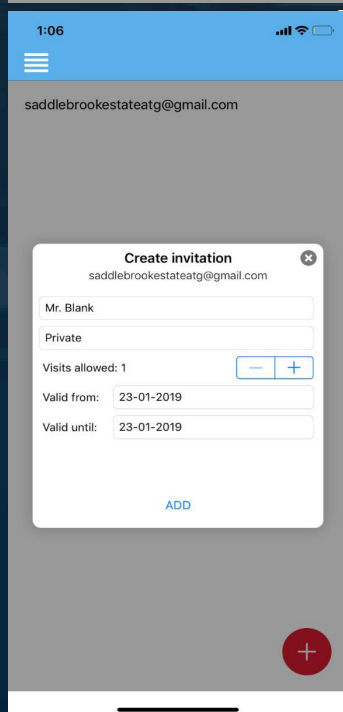 1:06
saddlebrookestateatg@gmail.com
Create invitation
saddlebrookestateatg@gmail.com
Mr. Blank
Private
Visits allowed: 1
Valid from: 23-01-2019
Valid until: 23-01-2019
ADD